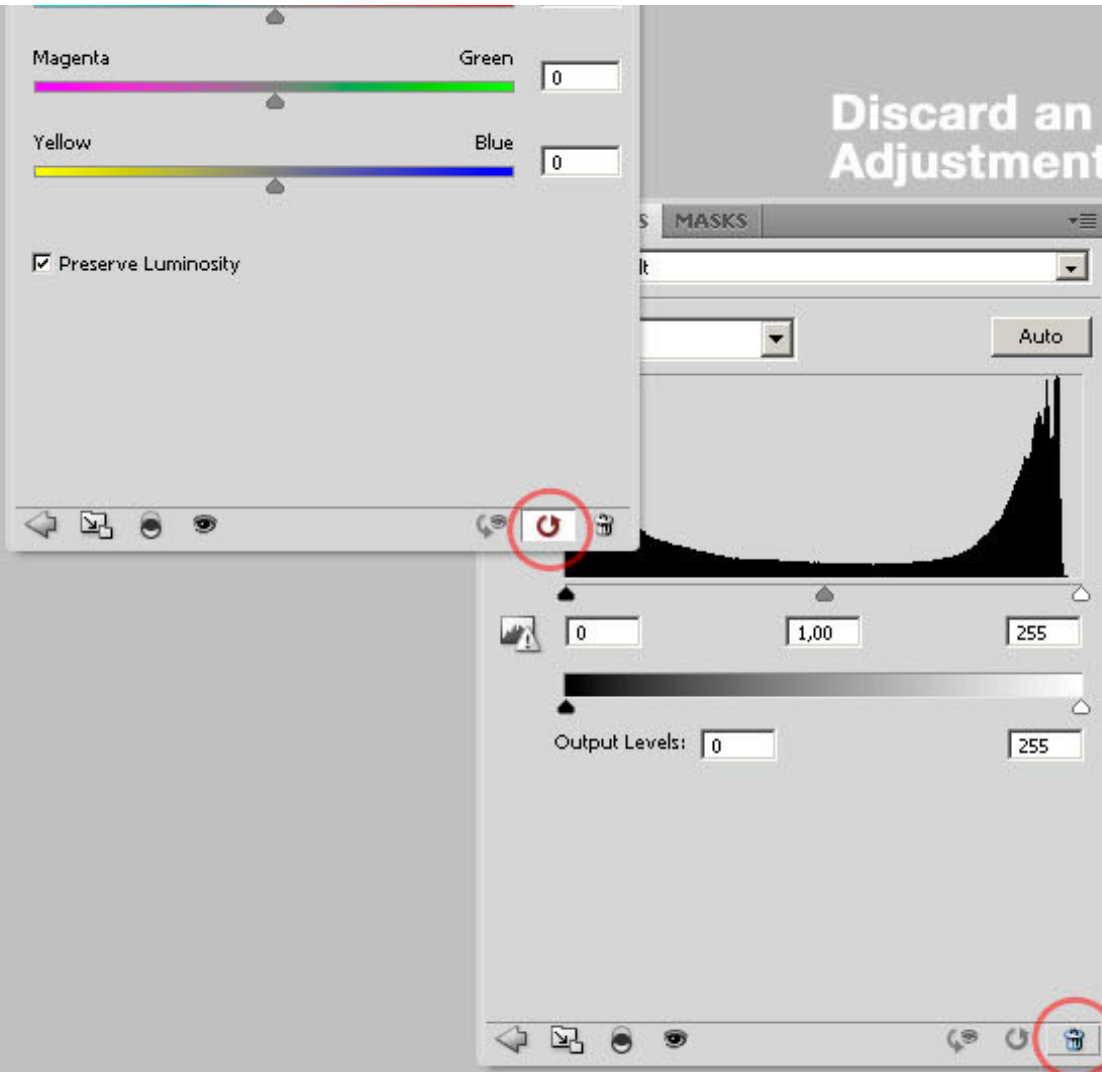 Magenta Green 0
Yellow Blue 0
Preserve Luminosity
Discard an
Adjustment
S MASKS
lt
Auto
0 1,00 255
Output Levels: 0 255